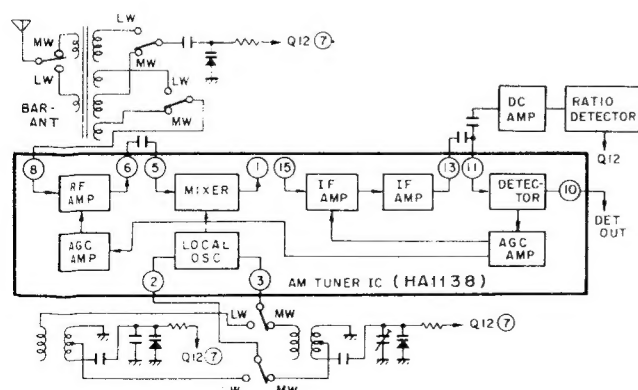 LW
MW
LW
BAR-ANT
MW
LW
MW
Q12 ⑦
DC AMP
RATIO DETECTOR
Q12
⑧
⑥
⑤
①
⑮
⑬
⑪
⑩
RF AMP
MIXER
IF AMP
IF AMP
DETECTOR
DET OUT
AGC AMP
LOCAL OSC
AGC AMP
②
③
AM TUNER IC (HA1138)
LW
MW
Q12 ⑦
LW
MW
Q12 ⑦